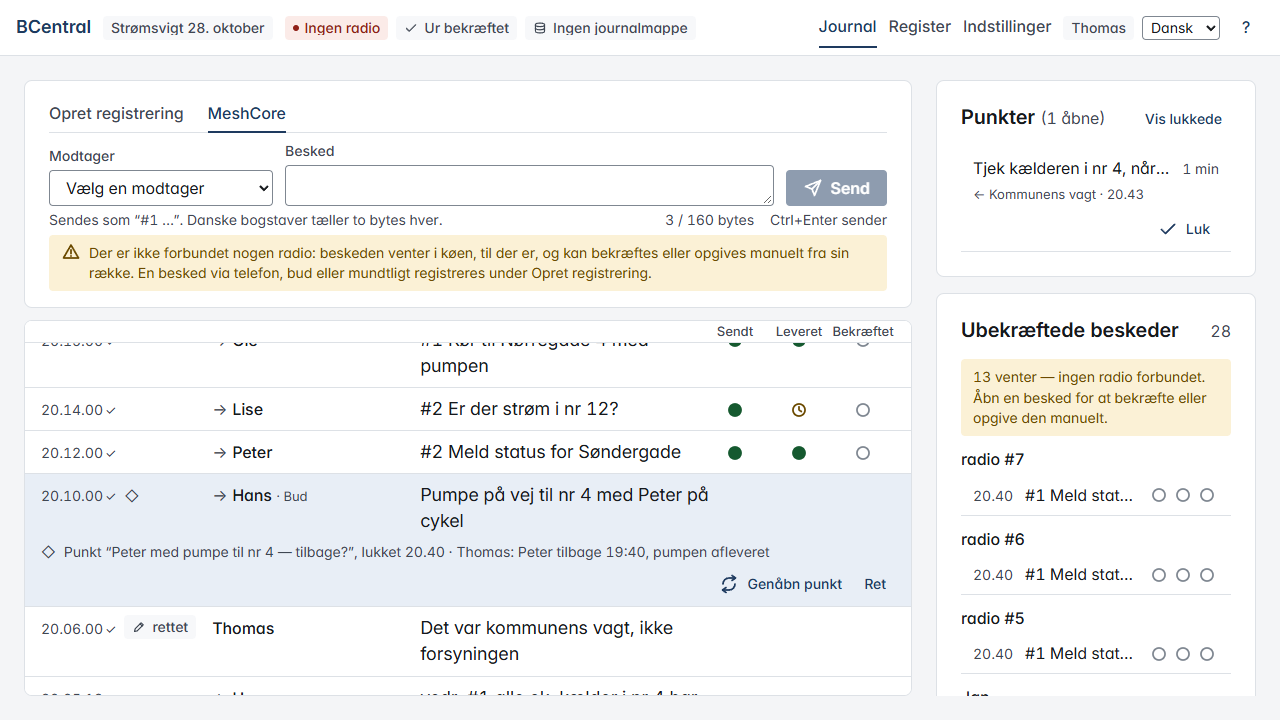 BCentral Strømsvigt 28. oktober Ingen radio Ur bekræftet Ingen journalmappe Journal Register Indstillinger Thomas Dansk ?
Opret registrering MeshCore
Modtager
Besked
Vælg en modtager
Send
Sendes som “#1 …”. Danske bogstaver tæller to bytes hver. 3 / 160 bytes Ctrl+Enter sender
Der er ikke forbundet nogen radio: beskeden venter i køen, til der er, og kan bekræftes eller opgives manuelt fra sin
række. En besked via telefon, bud eller mundtligt registreres under Opret registrering.
Sendt Leveret Bekræftet
pumpen
20.14.00 → Lise #2 Er der strøm i nr 12?
20.12.00 → Peter #2 Meld status for Søndergade
20.10.00 → Hans · Bud Pumpe på vej til nr 4 med Peter på
cykel
Punkt “Peter med pumpe til nr 4 — tilbage?”, lukket 20.40 · Thomas: Peter tilbage 19:40, pumpen afleveret
Genåbn punkt Ret
20.06.00 rettet Thomas Det var kommunens vagt, ikke
forsyningen
Punkter (1 åbne) Vis lukkede
Tjek kælderen i nr 4, når… 1 min
← Kommunens vagt · 20.43
Luk
Ubekræftede beskeder 28
13 venter — ingen radio forbundet.
Åbn en besked for at bekræfte eller
opgive den manuelt.
radio #7
20.40 #1 Meld stat…
radio #6
20.40 #1 Meld stat…
radio #5
20.40 #1 Meld stat…